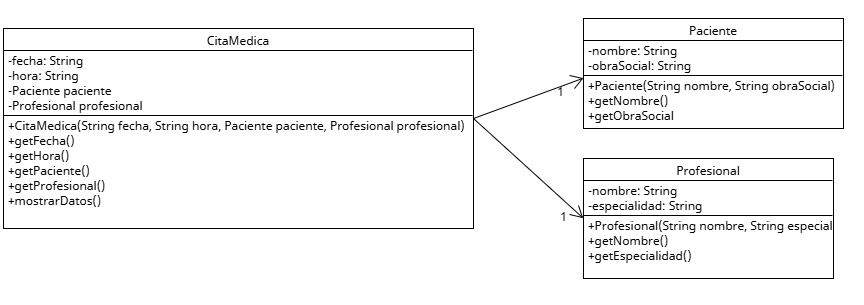 CitaMedica
-fecha: String
-hora: String
-Paciente paciente
-Profesional profesional
+CitaMedica(String fecha, String hora, Paciente paciente, Profesional profesional)
+getFecha()
+getHora()
+getPaciente()
+getProfesional()
+mostrarDatos()
1
1
Paciente
-nombre: String
-obraSocial: String
+Paciente(String nombre, String obraSocial)
+getNombre()
+getObraSocial
Profesional
-nombre: String
-especialidad: String
+Profesional(String nombre, String especial
+getNombre()
+getEspecialidad()